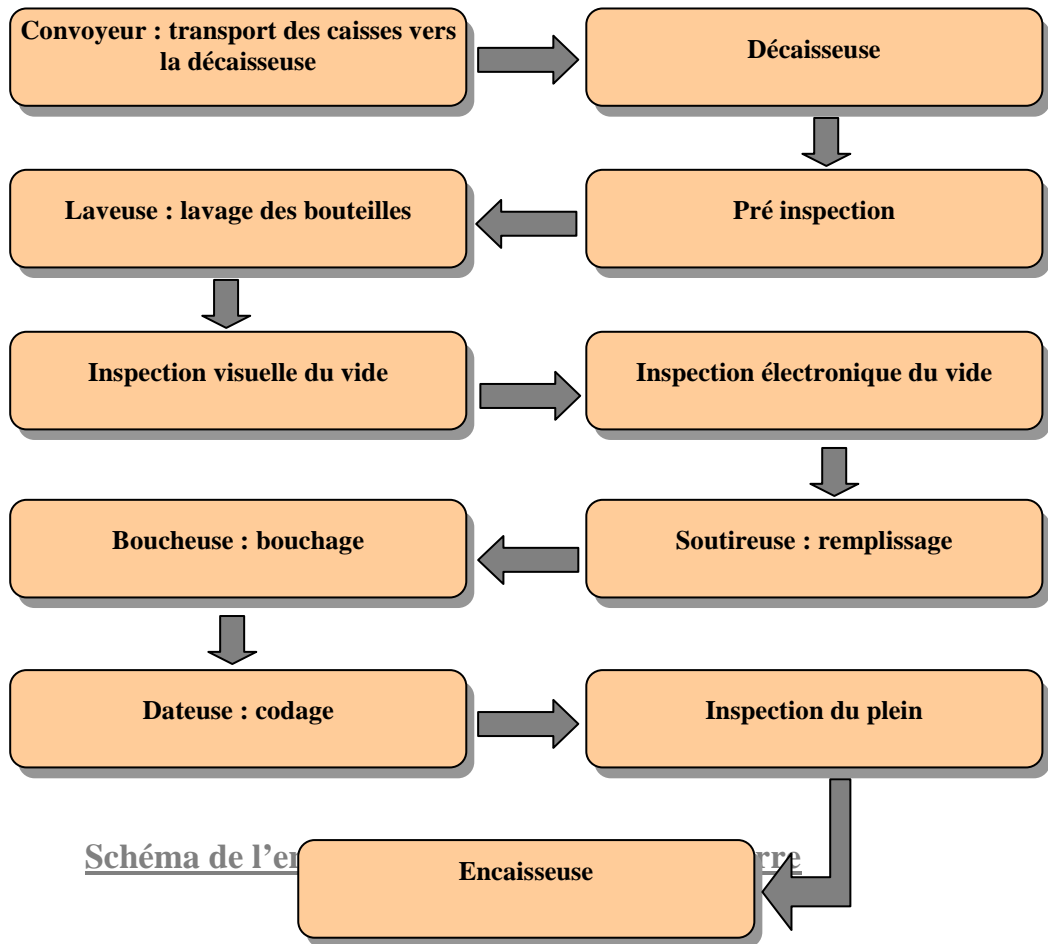 Convoyeur : transport des caisses vers
la décaisseuse
Décaisseuse
Pré inspection
Laveuse : lavage des bouteilles
Inspection visuelle du vide
Inspection électronique du vide
Soutireuse : remplissage
Boucheuse : bouchage
Dateuse : codage
Inspection du plein
Encaisseuse
Schéma de